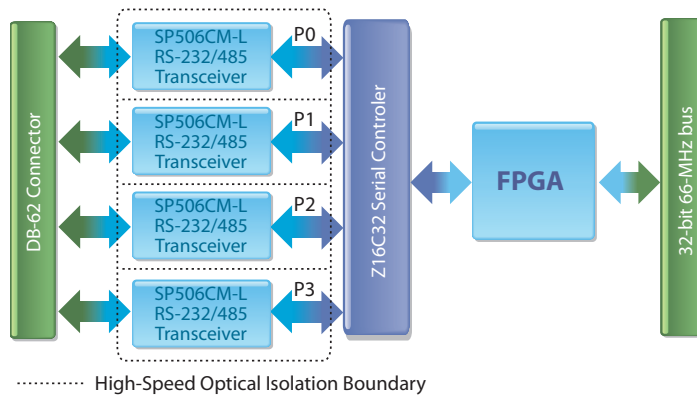 DB-62 Connector
SP506CM-L
RS-232/485
Transceiver
P0
SP506CM-L
RS-232/485
Transceiver
P1
SP506CM-L
RS-232/485
Transceiver
P2
SP506CM-L
RS-232/485
Transceiver
P3
Z16C32 Serial Controler
FPGA
32-bit 66-MHz bus
High-Speed Optical Isolation Boundary